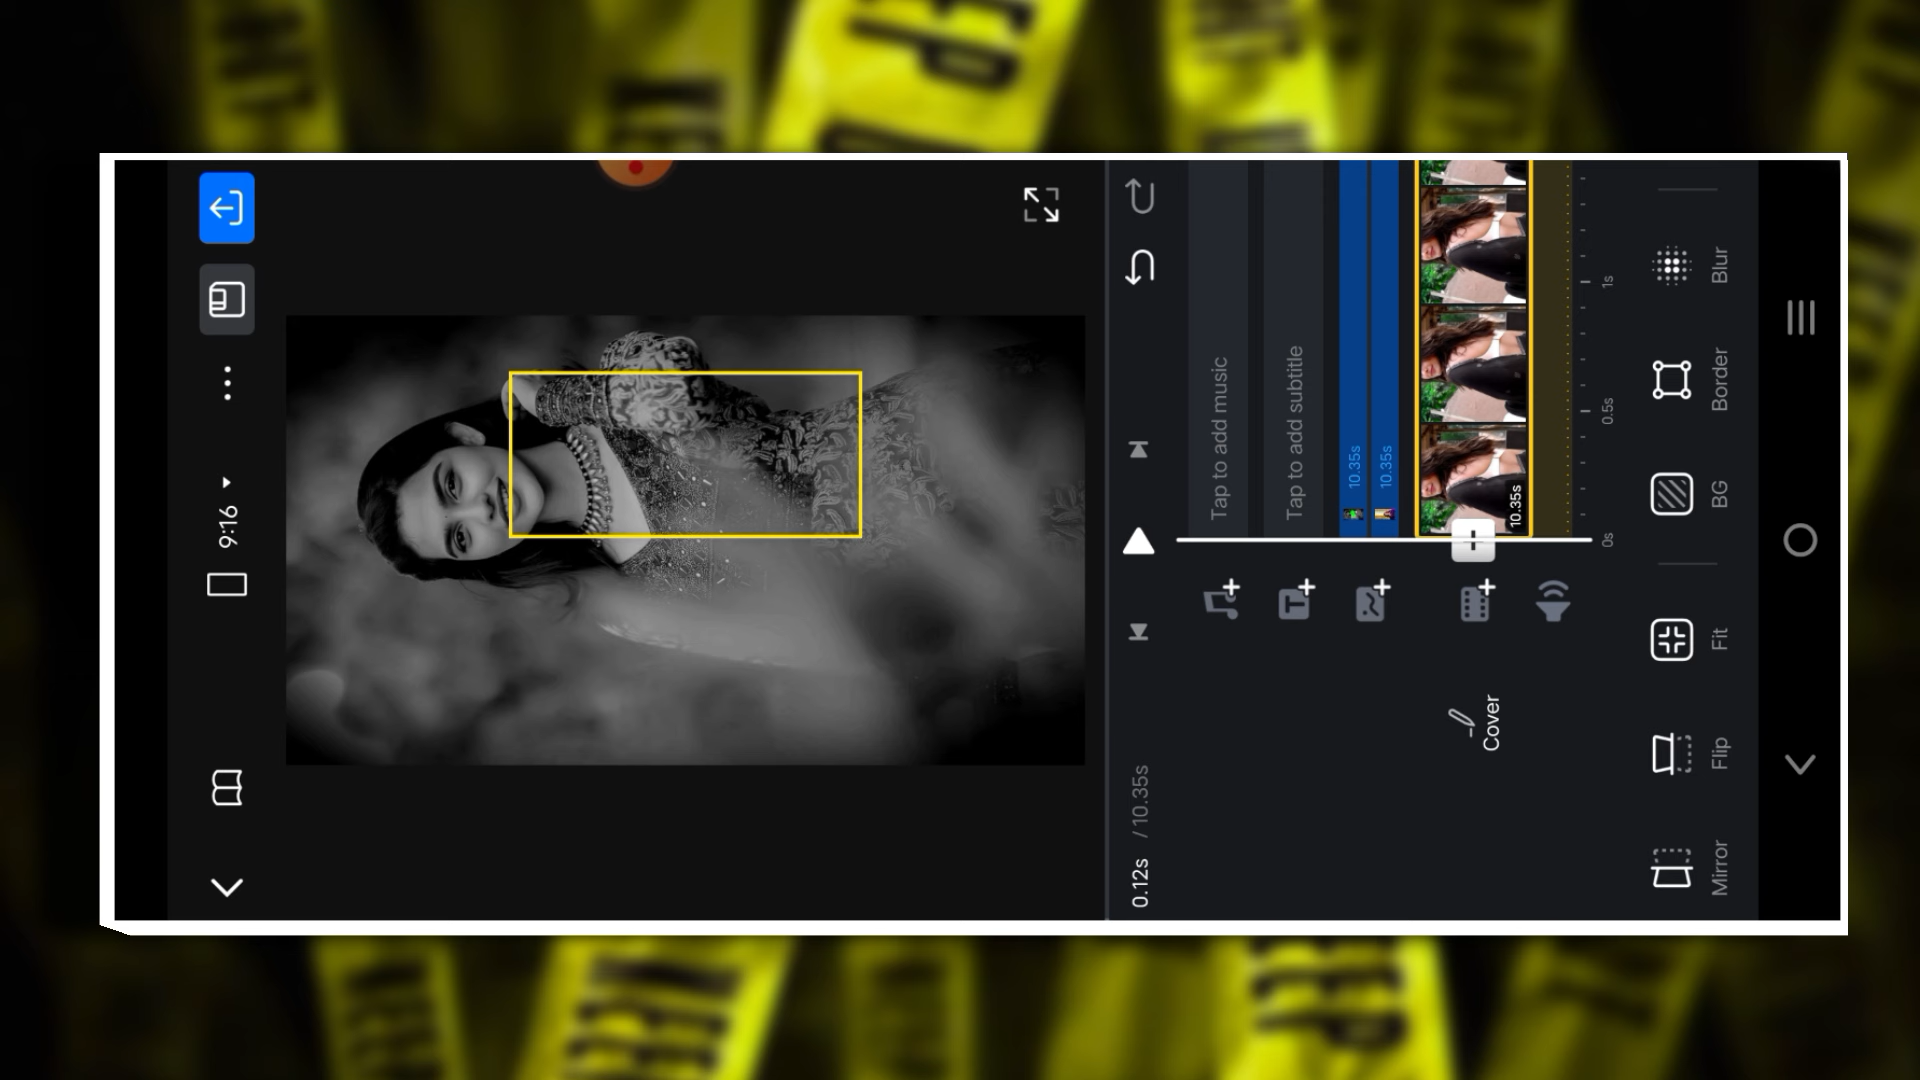 9:16
0.12s / 10.35s
Tap to add music
Tap to add subtitle
10.35s
10.35s
10.35s
Cover
0s
0.5s
1s
Mirror
Flip
Fit
BG
Border
Blur